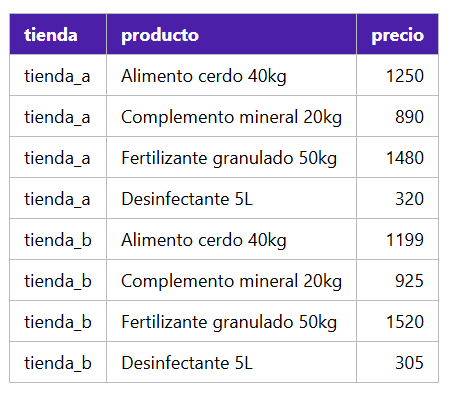 tienda producto precio
tienda_a Alimento cerdo 40kg 1250
tienda_a Complemento mineral 20kg 890
tienda_a Fertilizante granulado 50kg 1480
tienda_a Desinfectante 5L 320
tienda_b Alimento cerdo 40kg 1199
tienda_b Complemento mineral 20kg 925
tienda_b Fertilizante granulado 50kg 1520
tienda_b Desinfectante 5L 305